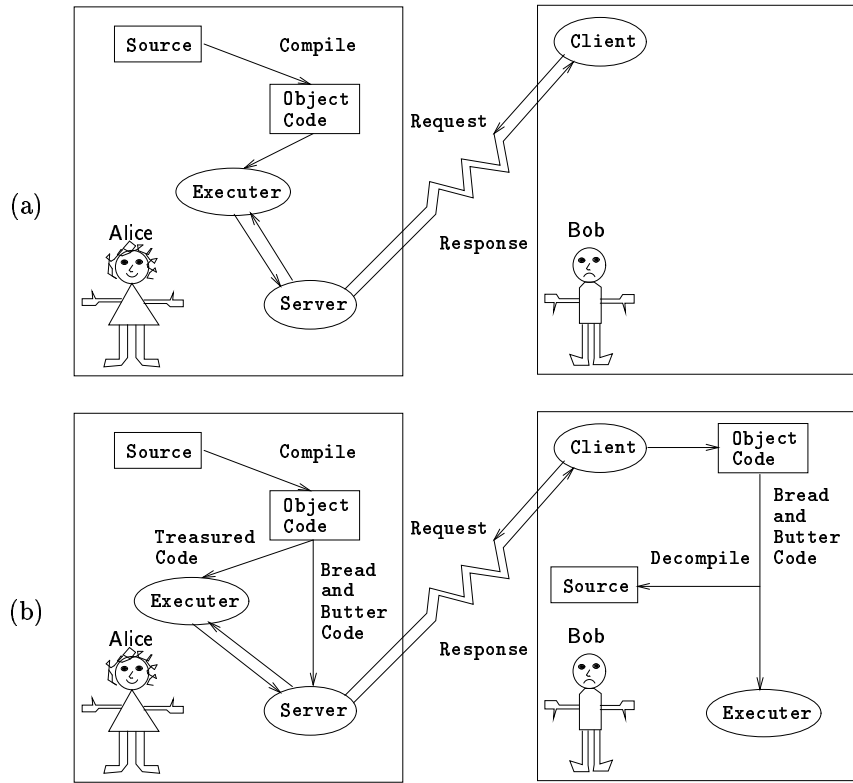 Source
Compile
Client
Object
Code
Request
Executer
(a)
Alice
Bob
Response
Server
Source
Compile
Client
Object
Code
Object
Code
Request
Bread
and
Butter
Code
Treasured
Code
Decompile
Bread
and
Butter
Code
Source
Executer
(b)
Alice
Bob
Response
Server
Executer